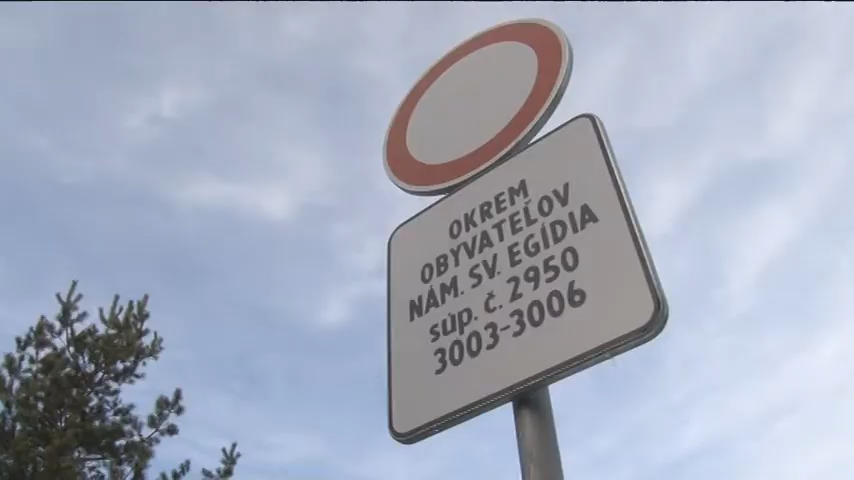 OKREM
OBYVATEĽOV
NÁM. SV. EGÍDIA
súp. č. 2950
3003-3006